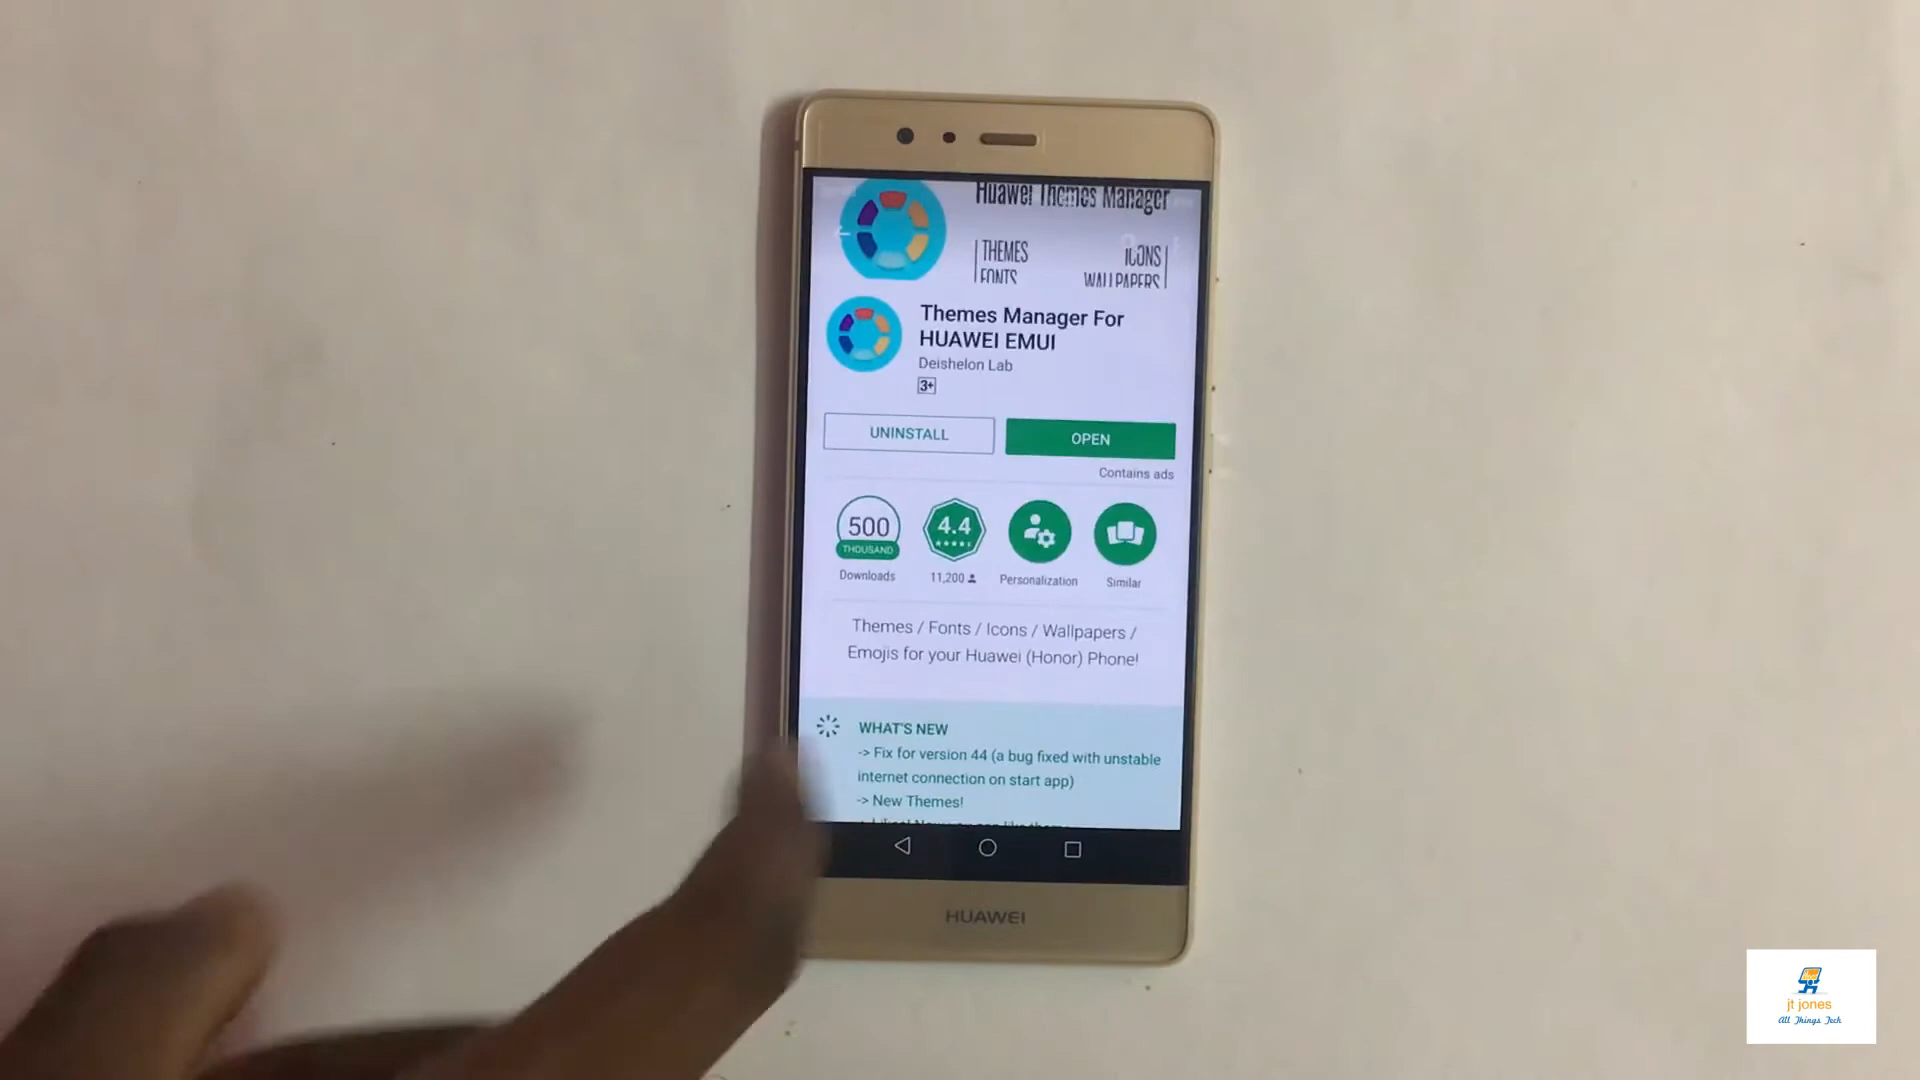 Huawei Themes Manager
THEMES
FONTS
ICONS
WALLPAPERS
Themes Manager For
HUAWEI EMUI
Deishelon Lab
3+
UNINSTALL
OPEN
Contains ads
500
THOUSAND
Downloads
4.4
11,200
Personalization
Similar
Themes / Fonts / Icons / Wallpapers /
Emojis for your Huawei (Honor) Phone!
WHAT'S NEW
-> Fix for version 44 (a bug fixed with unstable
internet connection on start app)
-> New Themes!
HUAWEI
jt jones
All Things Tech